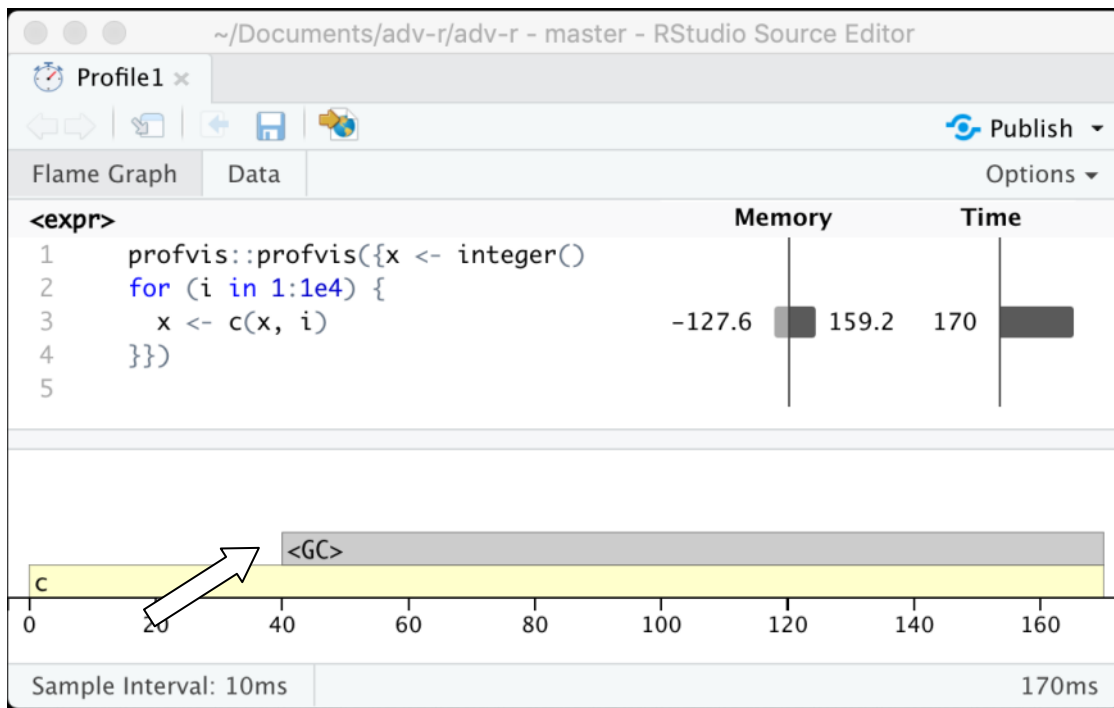 ~/Documents/adv-r/adv-r - master - RStudio Source Editor
Profile1 ×
Publish
Flame Graph Data Options
<expr> Memory Time
1 profvis::profvis({x <- integer()
2 for (i in 1:1e4) {
3 x <- c(x, i) -127.6 159.2 170
4 }})
5
<GC>
c
0 20 40 60 80 100 120 140 160
Sample Interval: 10ms 170ms